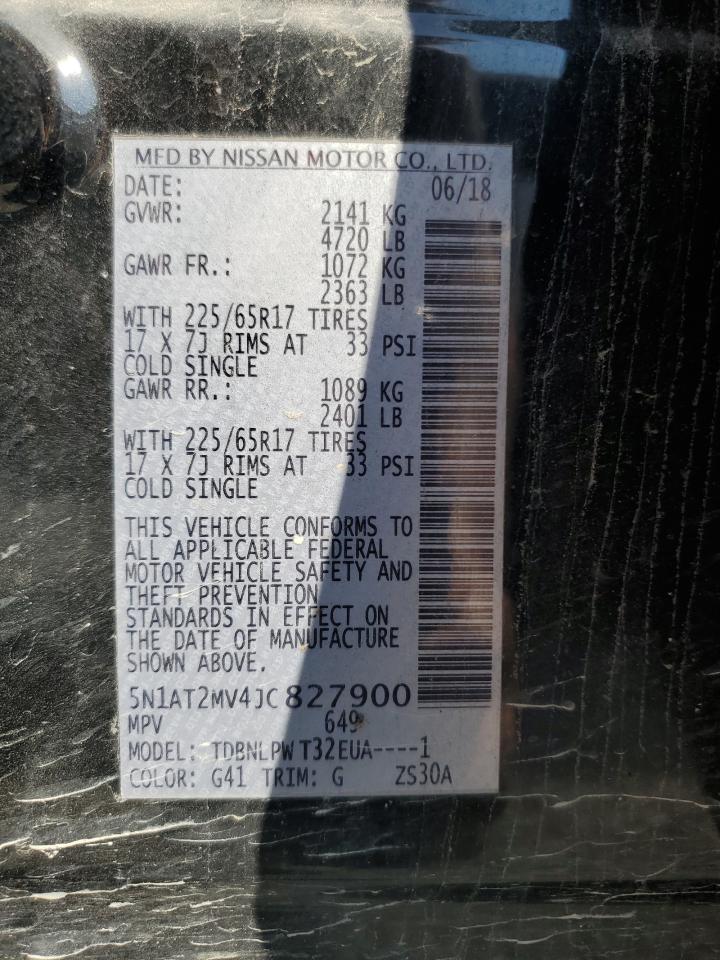 MFD BY NISSAN MOTOR CO., LTD.
DATE: 06/18
GVWR: 2141 KG
4720 LB
GAWR FR.: 1072 KG
2363 LB
WITH 225/65R17 TIRES
17 X 7J RIMS AT 33 PSI
COLD SINGLE
GAWR RR.: 1089 KG
2401 LB
WITH 225/65R17 TIRES
17 X 7J RIMS AT 33 PSI
COLD SINGLE
THIS VEHICLE CONFORMS TO
ALL APPLICABLE FEDERAL
MOTOR VEHICLE SAFETY AND
THEFT PREVENTION
STANDARDS IN EFFECT ON
THE DATE OF MANUFACTURE
SHOWN ABOVE.
5N1AT2MV4JC827900
MPV 649
MODEL: TDBNLPWT32EUA----1
COLOR: G41 TRIM: G ZS30A